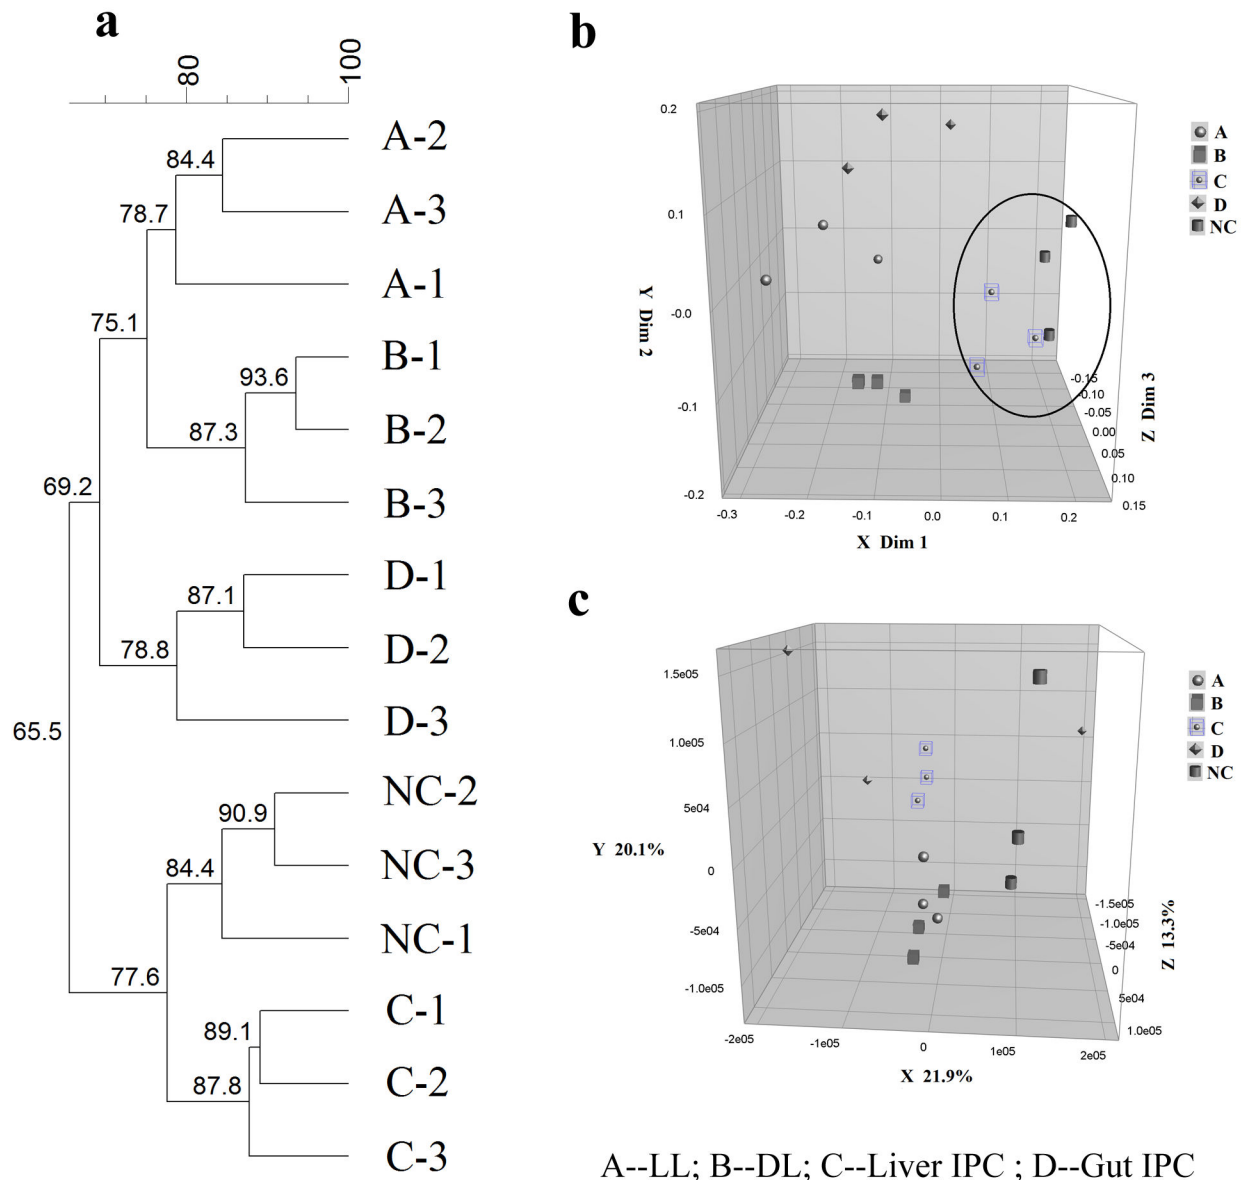 a
80
100
A-2
84.4
A-3
78.7
A-1
75.1
B-1
93.6
B-2
87.3
B-3
69.2
D-1
87.1
D-2
78.8
D-3
65.5
NC-2
90.9
NC-3
84.4
NC-1
77.6
C-1
89.1
C-2
87.8
C-3
b
0.2
0.1
-0.0
-0.1
-0.2
Y Dim 2
-0.3 -0.2 -0.1 0.0 0.1 0.2
X Dim 1
-0.15
-0.10
-0.05
0.00
0.05
0.10
0.15
Z Dim 3
A
B
C
D
NC
c
1.5e05
1.0e05
5e04
0
-5e04
-1.0e05
Y 20.1%
-2e05 -1e05 0 1e05 2e05
X 21.9%
-1.5e05
-1.0e05
-5e04
0
5e04
1.0e05
Z 13.3%
A
B
C
D
NC
A--LL; B--DL; C--Liver IPC ; D--Gut IPC